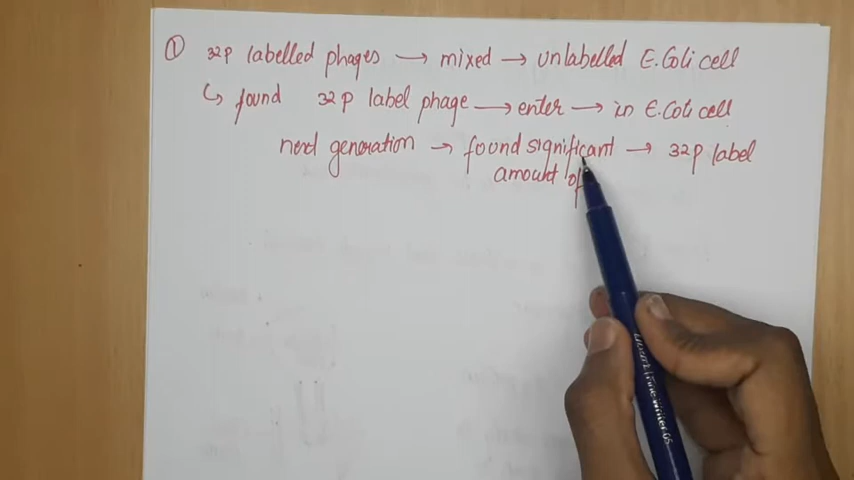 ① 32p labelled phages → mixed → unlabelled E.Coli cell
↳ found 32p label phage → enter → in E.Coli cell
next generation → found significant → 32p label
amount of